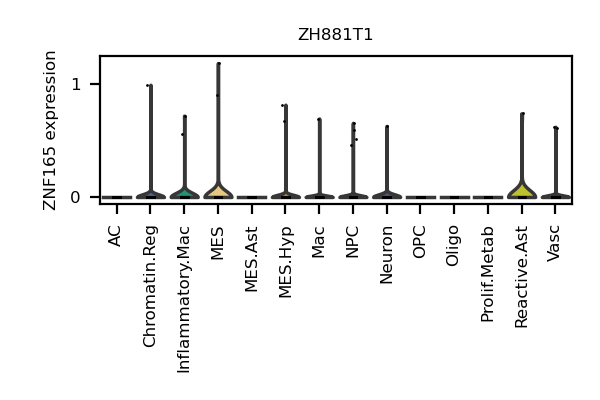 ZH881T1
ZNF165 expression
1
0
AC
Chromatin.Reg
Inflammatory.Mac
MES
MES.Ast
MES.Hyp
Mac
NPC
Neuron
OPC
Oligo
Prolif.Metab
Reactive.Ast
Vasc